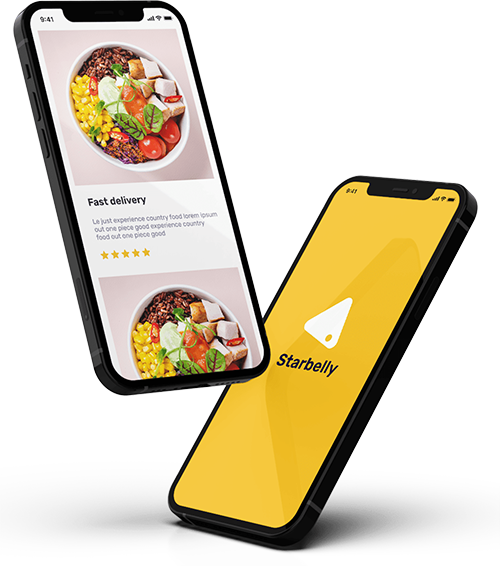 9:41
Fast delivery
Le just experience country food lorem ipsum
out one piece good experience country
food out one piece good
9:41
Starbelly